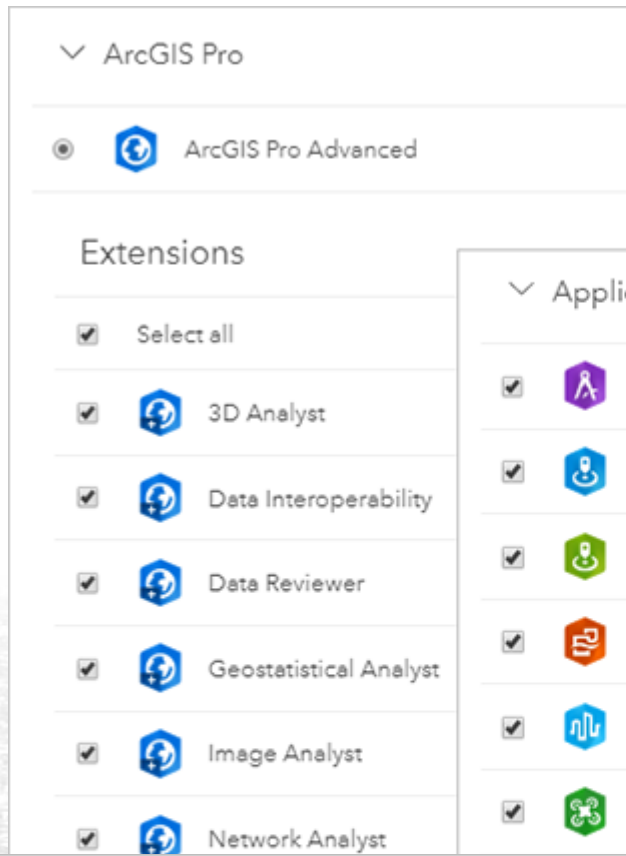 ArcGIS Pro
ArcGIS Pro Advanced
Extensions
Select all
3D Analyst
Data Interoperability
Data Reviewer
Geostatistical Analyst
Image Analyst
Network Analyst
Appli